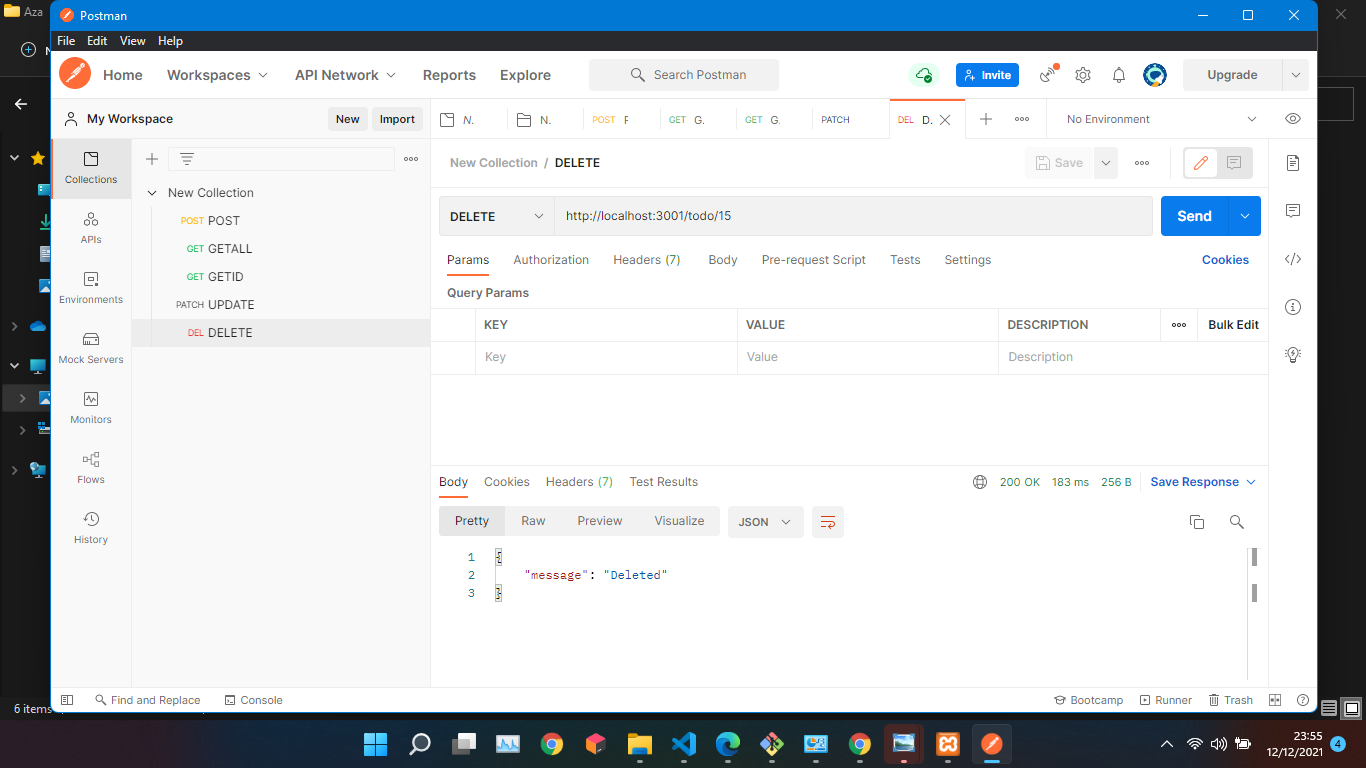 Aza
Postman
File Edit View Help
Home Workspaces API Network Reports Explore Search Postman Invite Upgrade
My Workspace New Import
N. N. POST GET G. GET G. PATCH DEL D. No Environment
Collections
APIs
Environments
Mock Servers
Monitors
Flows
History
New Collection
POST POST
GET GETALL
GET GETID
PATCH UPDATE
DEL DELETE
New Collection / DELETE Save
DELETE http://localhost:3001/todo/15 Send
Params Authorization Headers (7) Body Pre-request Script Tests Settings Cookies
Query Params
KEY VALUE DESCRIPTION Bulk Edit
Key Value Description
Body Cookies Headers (7) Test Results 200 OK 183 ms 256 B Save Response
Pretty Raw Preview Visualize JSON
1 {
2 "message": "Deleted"
3 }
Find and Replace Console Bootcamp Runner Trash
6 items
23:55
12/12/2021 4